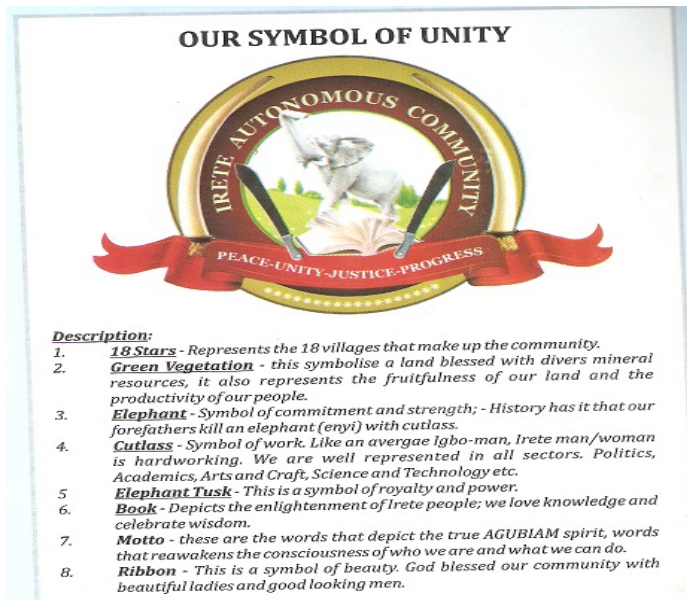 OUR SYMBOL OF UNITY
IRETE AUTONOMOUS COMMUNITY
PEACE-UNITY-JUSTICE-PROGRESS
Description:
1. 18 Stars - Represents the 18 villages that make up the community.
2. Green Vegetation - this symbolise a land blessed with divers mineral
resources, it also represents the fruitfulness of our land and the
productivity of our people.
3. Elephant - Symbol of commitment and strength; - History has it that our
forefathers kill an elephant (enyi) with cutlass.
4. Cutlass - Symbol of work. Like an avergae Igbo-man, Irete man/woman
is hardworking. We are well represented in all sectors. Politics,
Academics, Arts and Craft, Science and Technology etc.
5 Elephant Tusk - This is a symbol of royalty and power.
6. Book - Depicts the enlightenment of Irete people; we love knowledge and
celebrate wisdom.
7. Motto - these are the words that depict the true AGUBIAM spirit, words
that reawakens the consciousness of who we are and what we can do.
8. Ribbon - This is a symbol of beauty. God blessed our community with
beautiful ladies and good looking men.